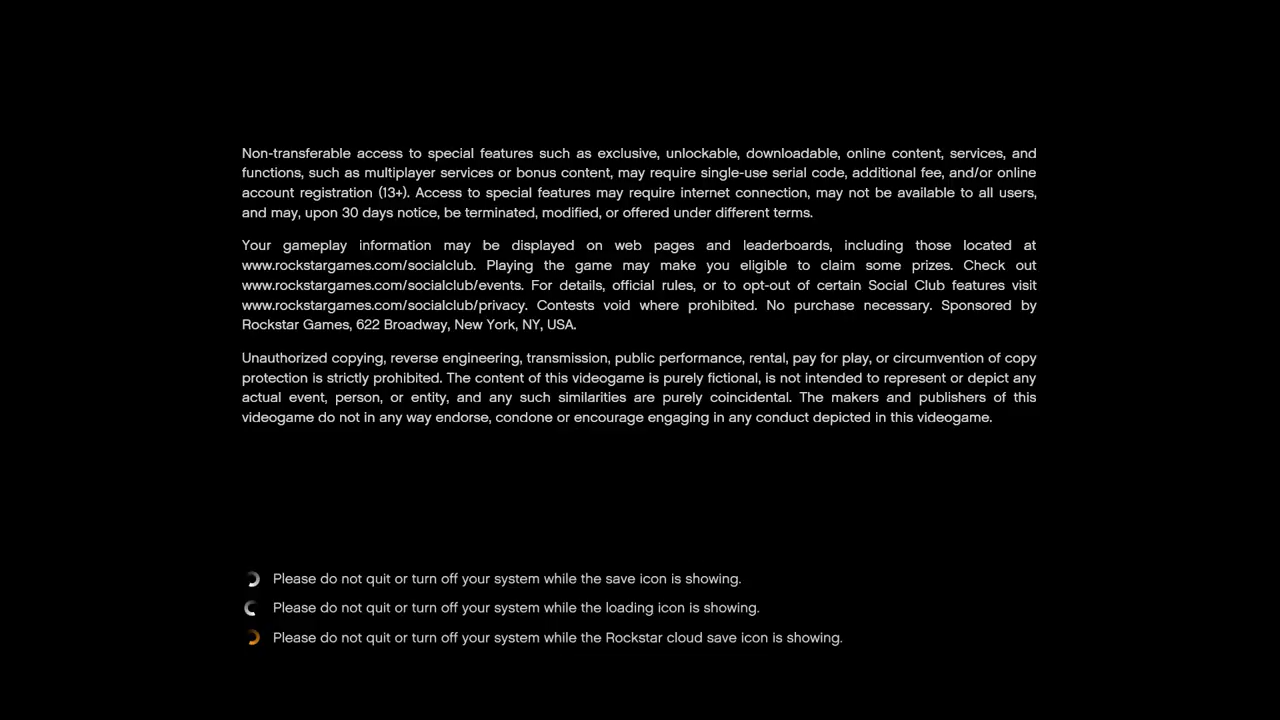 Non-transferable access to special features such as exclusive, unlockable, downloadable, online content, services, and
functions, such as multiplayer services or bonus content, may require single-use serial code, additional fee, and/or online
account registration (13+). Access to special features may require internet connection, may not be available to all users,
and may, upon 30 days notice, be terminated, modified, or offered under different terms.
Your gameplay information may be displayed on web pages and leaderboards, including those located at
www.rockstargames.com/socialclub. Playing the game may make you eligible to claim some prizes. Check out
www.rockstargames.com/socialclub/events. For details, official rules, or to opt-out of certain Social Club features visit
www.rockstargames.com/socialclub/privacy. Contests void where prohibited. No purchase necessary. Sponsored by
Rockstar Games, 622 Broadway, New York, NY, USA.
Unauthorized copying, reverse engineering, transmission, public performance, rental, pay for play, or circumvention of copy
protection is strictly prohibited. The content of this videogame is purely fictional, is not intended to represent or depict any
actual event, person, or entity, and any such similarities are purely coincidental. The makers and publishers of this
videogame do not in any way endorse, condone or encourage engaging in any conduct depicted in this videogame.
Please do not quit or turn off your system while the save icon is showing.
Please do not quit or turn off your system while the loading icon is showing.
Please do not quit or turn off your system while the Rockstar cloud save icon is showing.